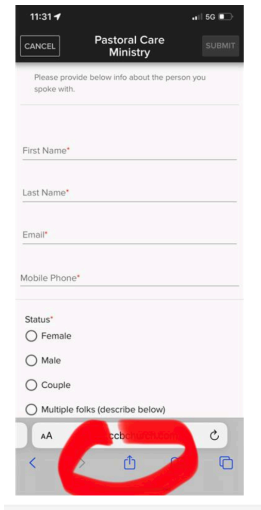 11:31
5G
CANCEL
Pastoral Care
Ministry
SUBMIT
Please provide below info about the person you
spoke with.
First Name*
Last Name*
Email*
Mobile Phone*
Status*
Female
Male
Couple
Multiple folks (describe below)
AA